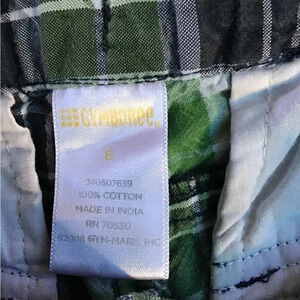 GYMBOREE
8
240507639
100% COTTON
MADE IN INDIA
RN 70530
©2008 GYM-MARK, INC.